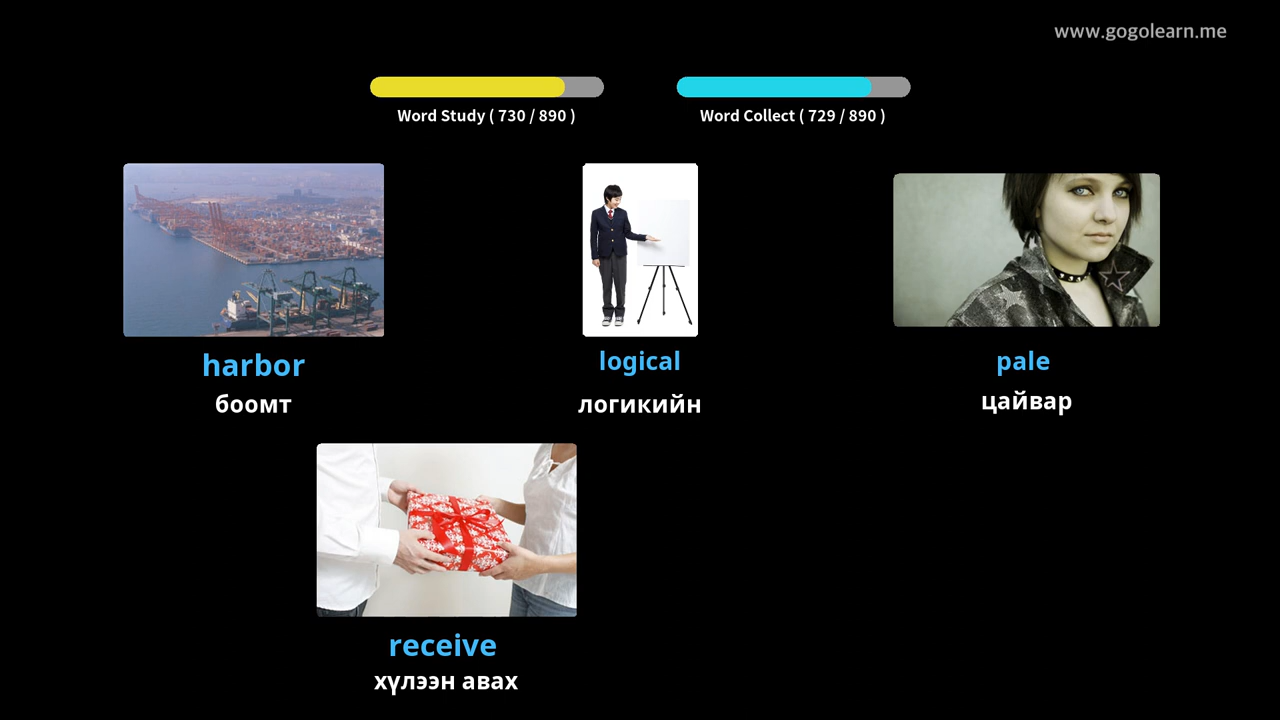 www.gogolearn.me
Word Study ( 730 / 890 )
Word Collect ( 729 / 890 )
harbor
боомт
logical
логикийн
pale
цайвар
receive
хүлээн авах